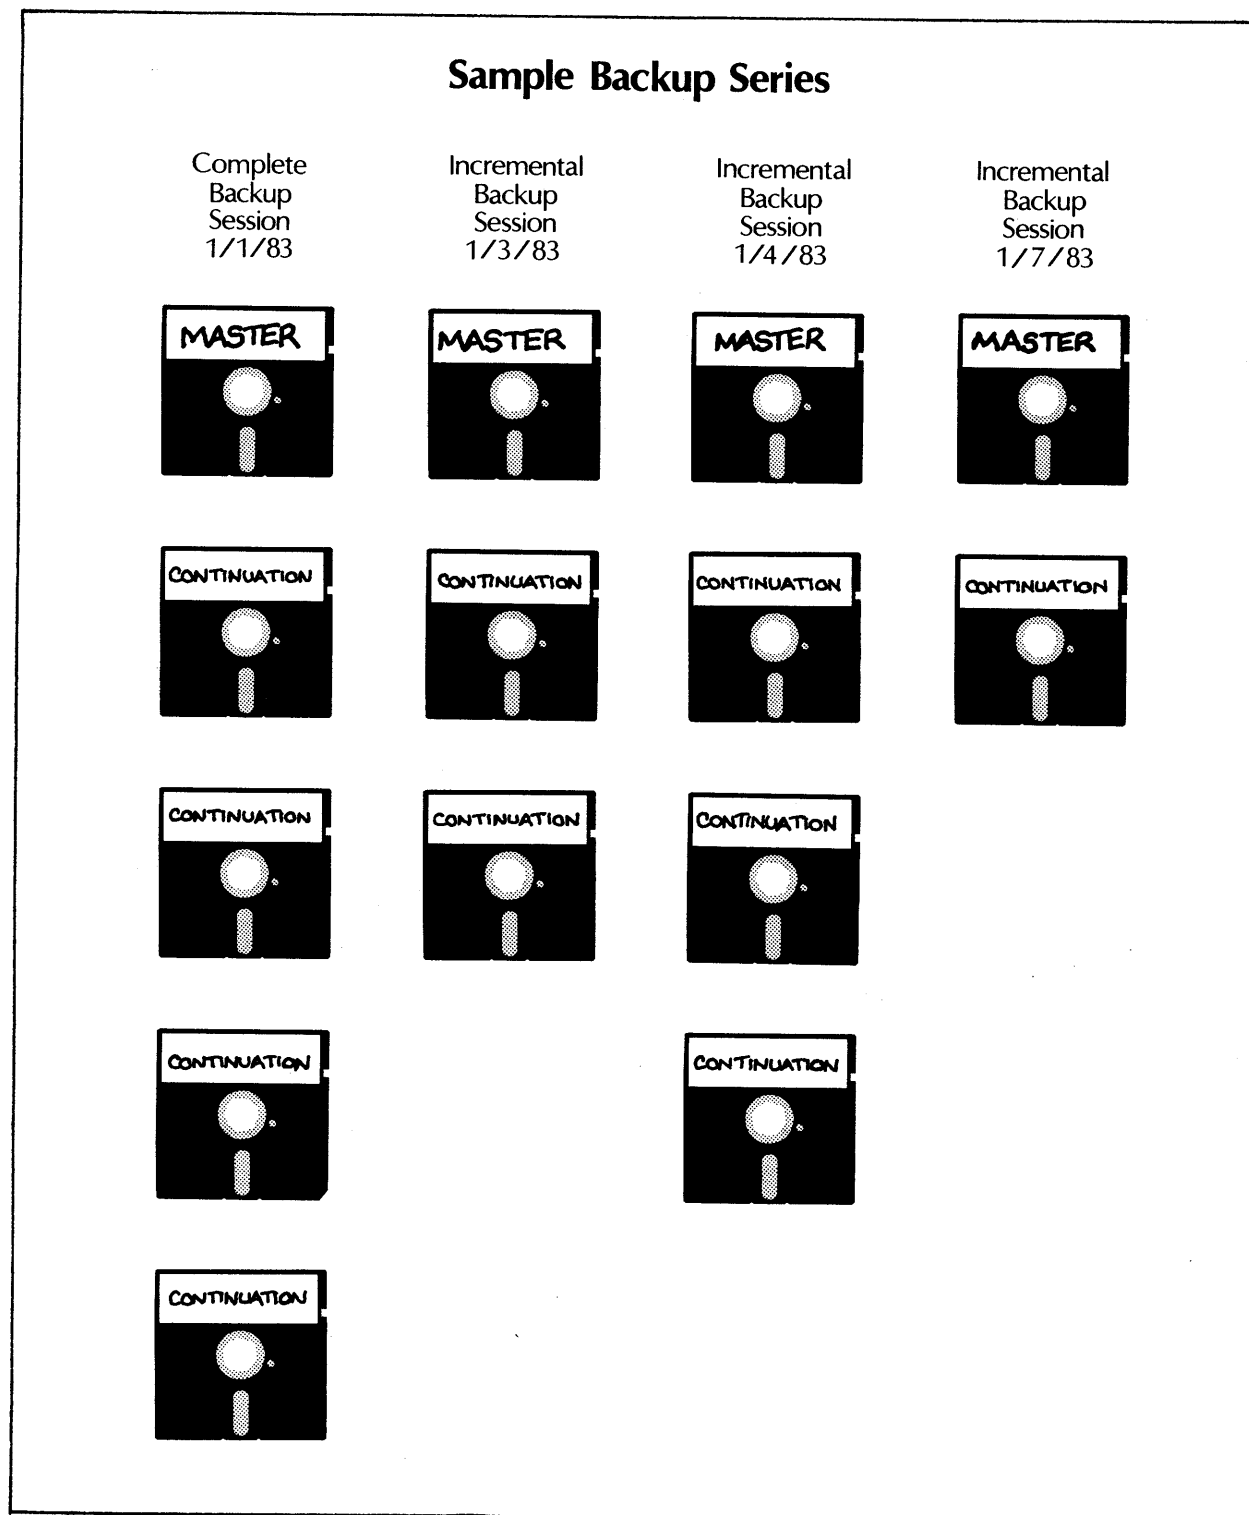 Sample Backup Series
Complete
Backup
Session
1/1/83
Incremental
Backup
Session
1/3/83
Incremental
Backup
Session
1/4/83
Incremental
Backup
Session
1/7/83
MASTER
MASTER
MASTER
MASTER
CONTINUATION
CONTINUATION
CONTINUATION
CONTINUATION
CONTINUATION
CONTINUATION
CONTINUATION
CONTINUATION
CONTINUATION
CONTINUATION